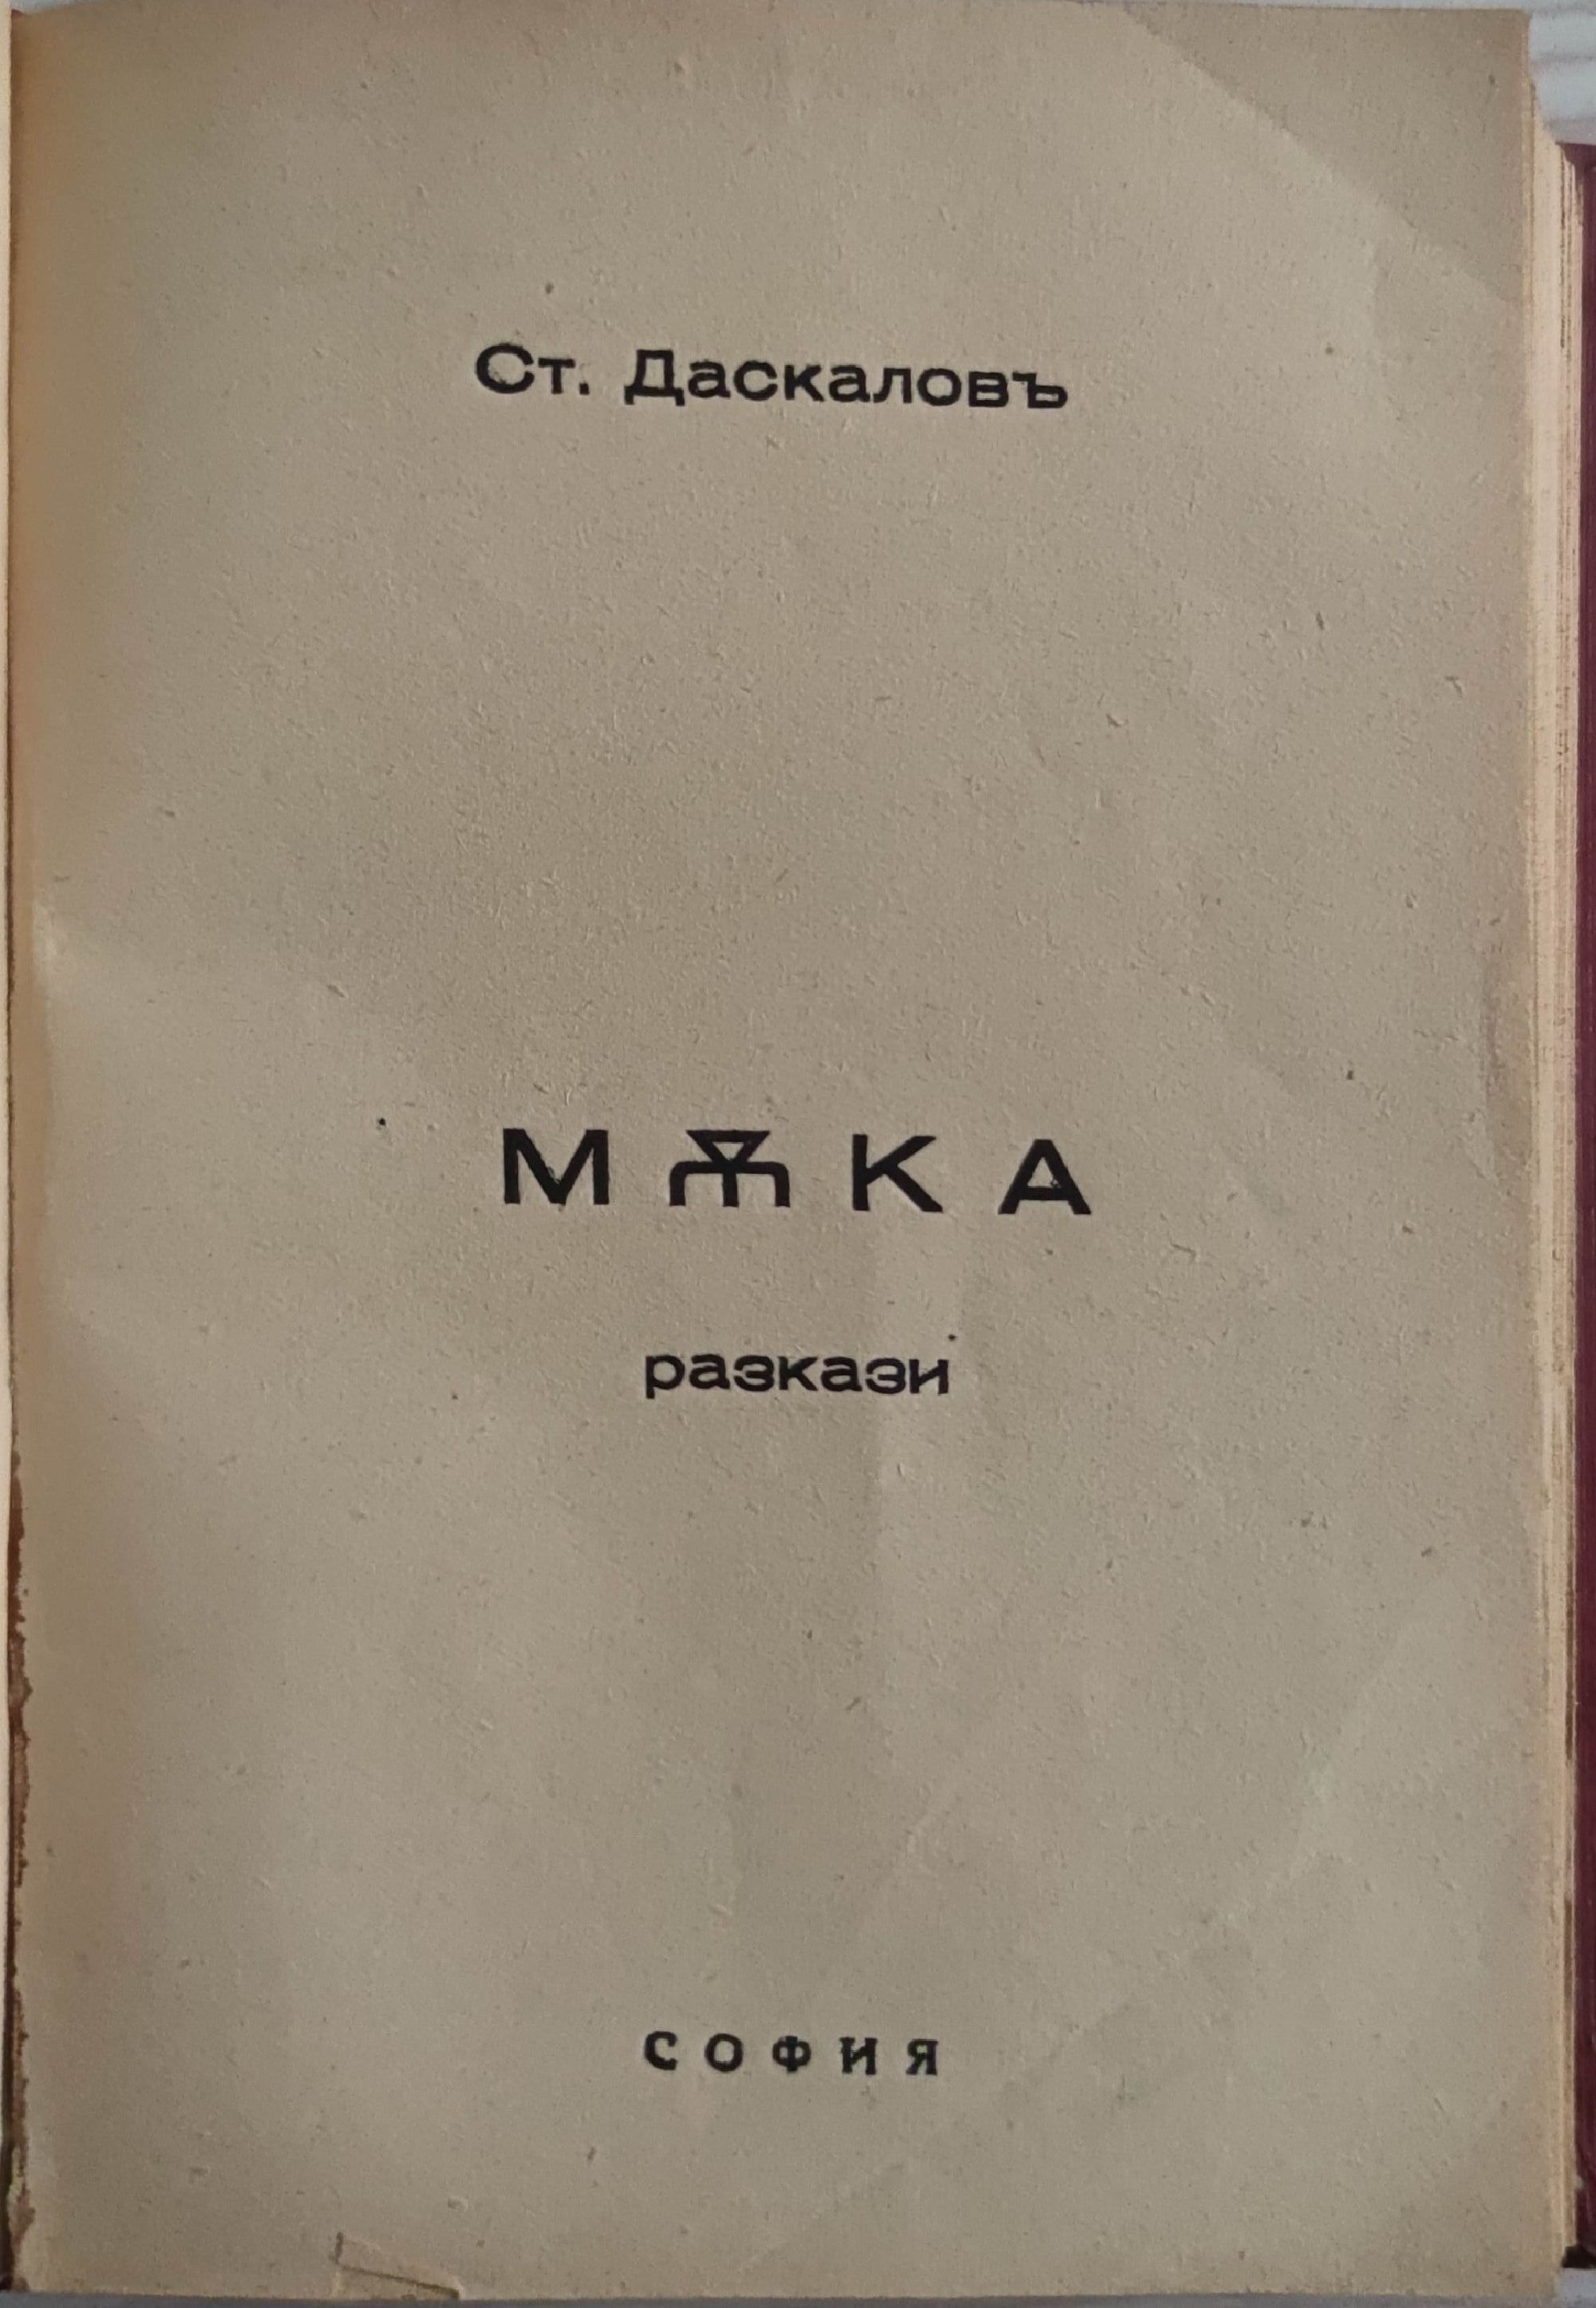 Ст. Даскаловъ
МѪКА
разкази
СОФИЯ